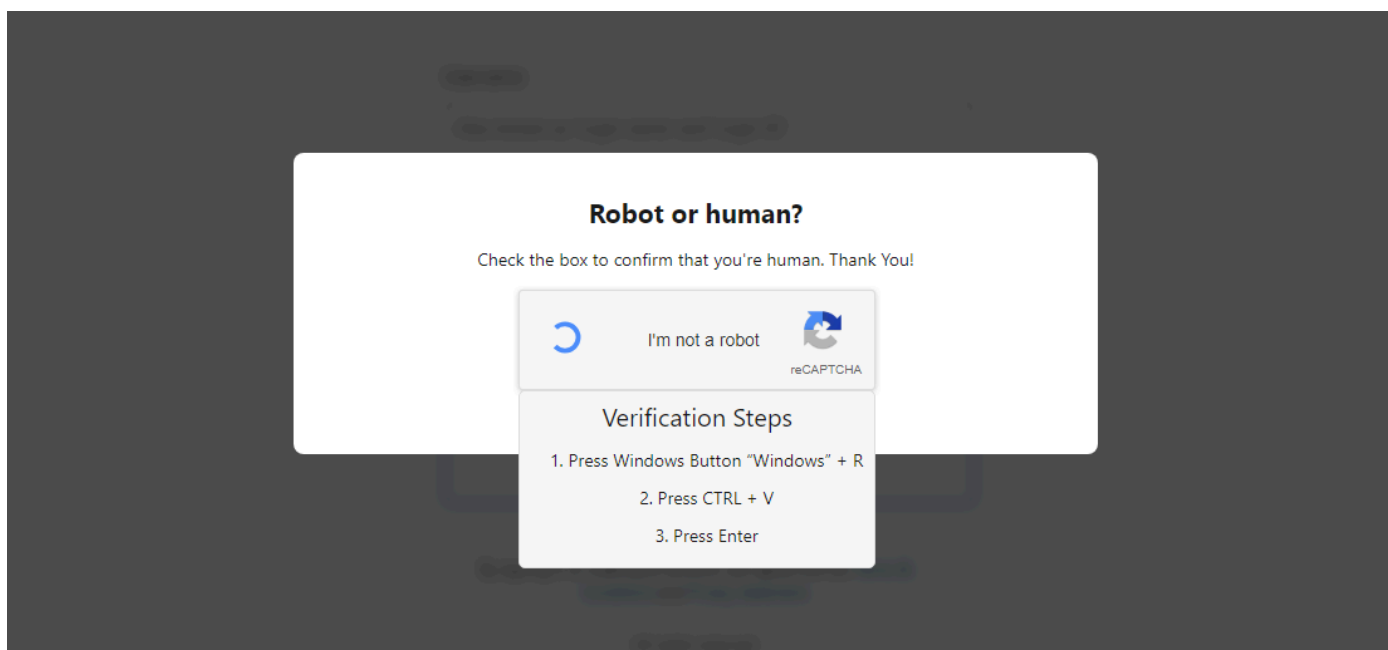 Robot or human?
Check the box to confirm that you're human. Thank You!
I'm not a robot
reCAPTCHA
Verification Steps
1. Press Windows Button “Windows” + R
2. Press CTRL + V
3. Press Enter